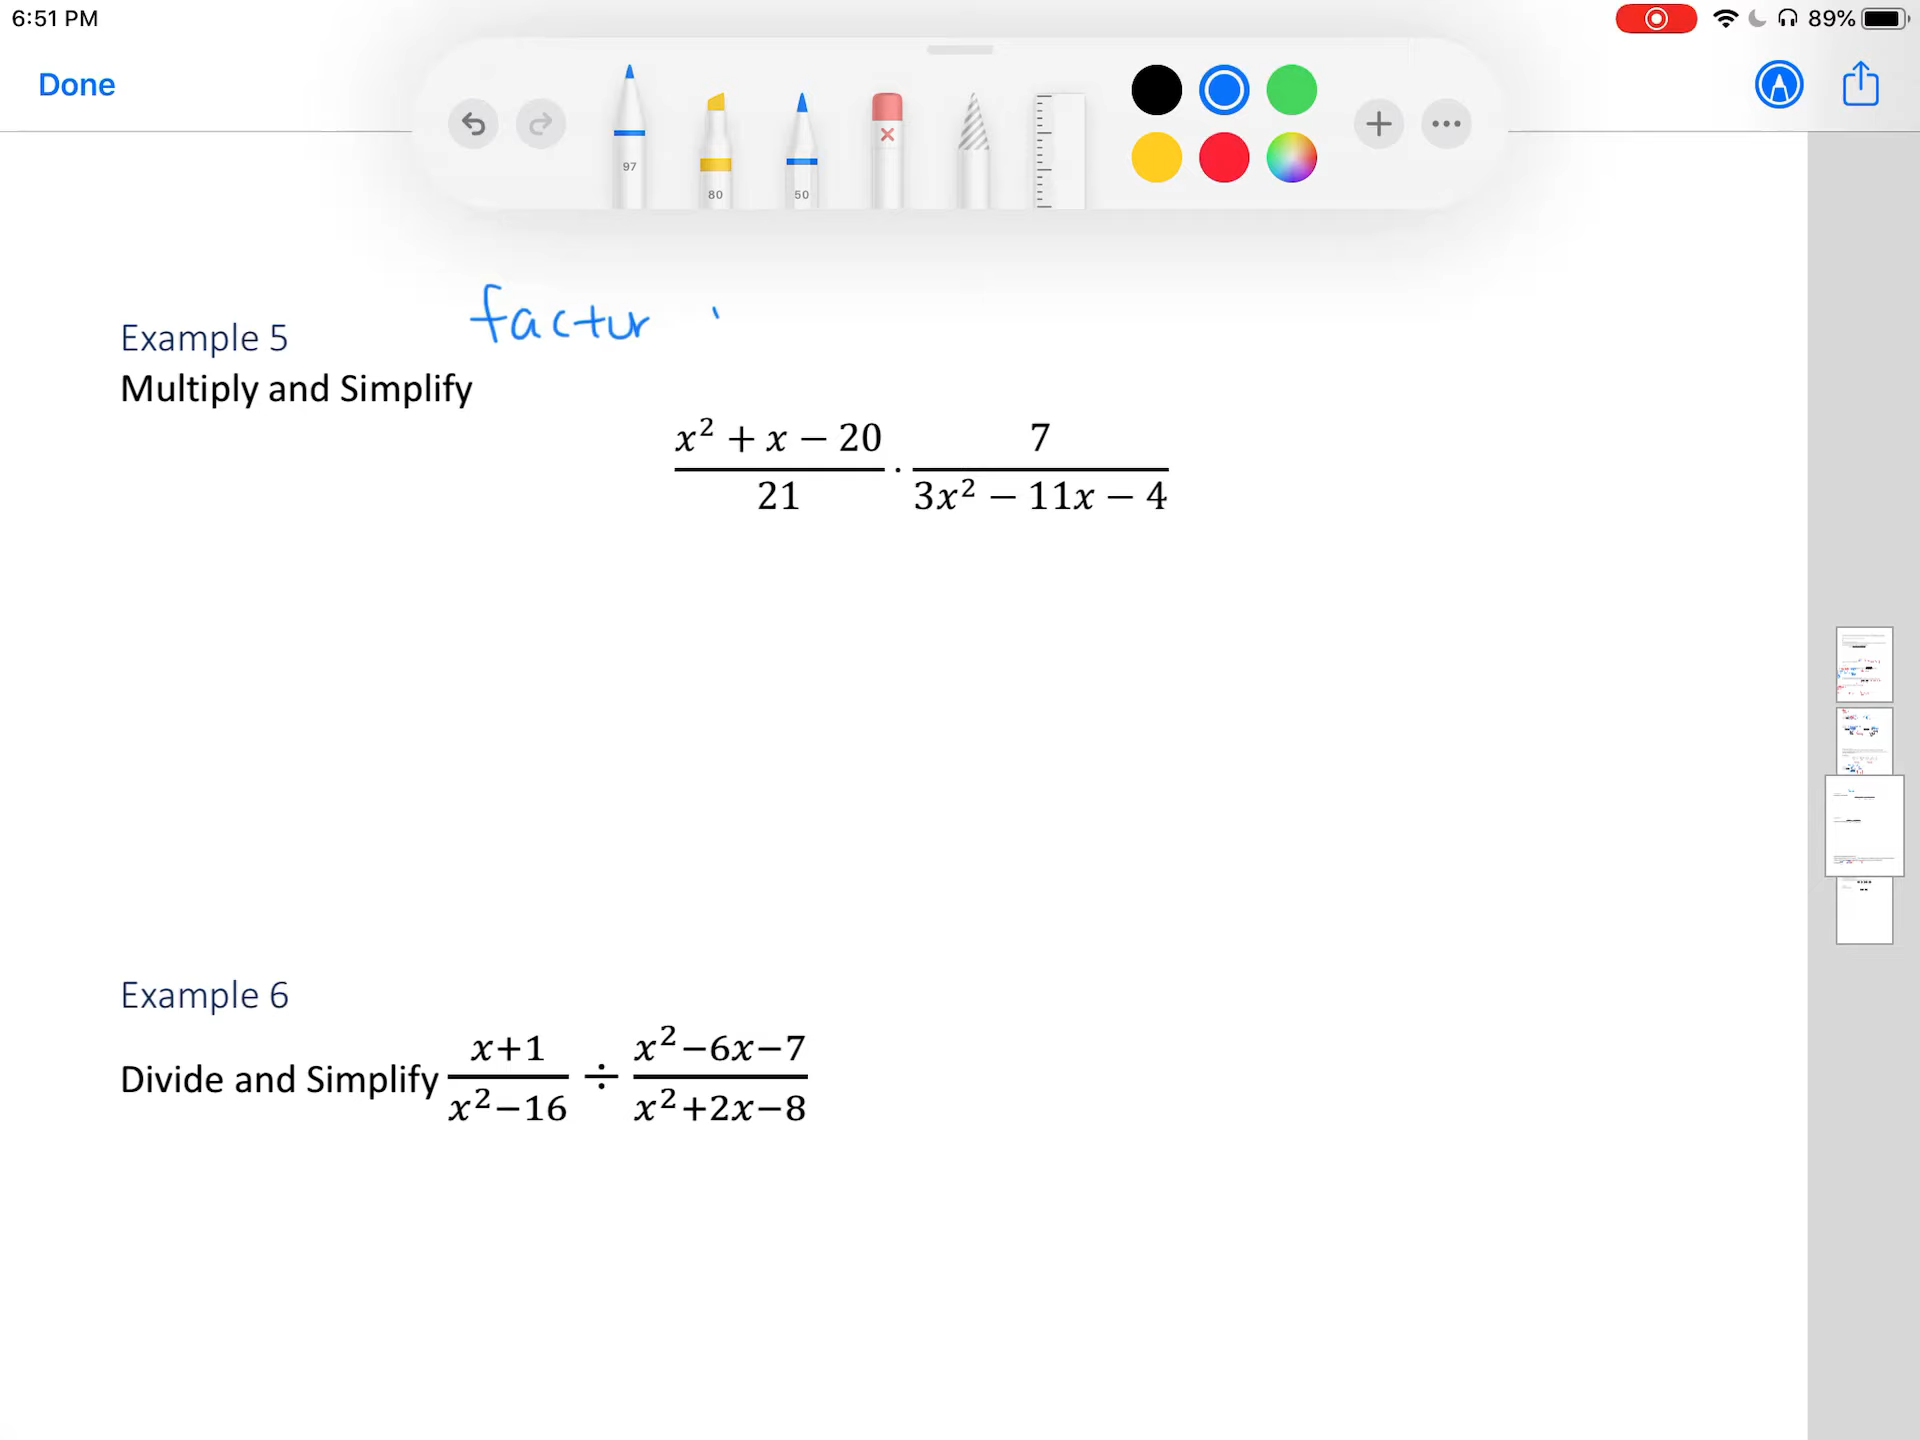 6:51 PM
89%
Done
97
80
50
factor
Example 5
Multiply and Simplify
x² + x − 20 / 21 · 7 / 3x² − 11x − 4
Example 6
Divide and Simplify x+1 / x²−16 ÷ x²−6x−7 / x²+2x−8